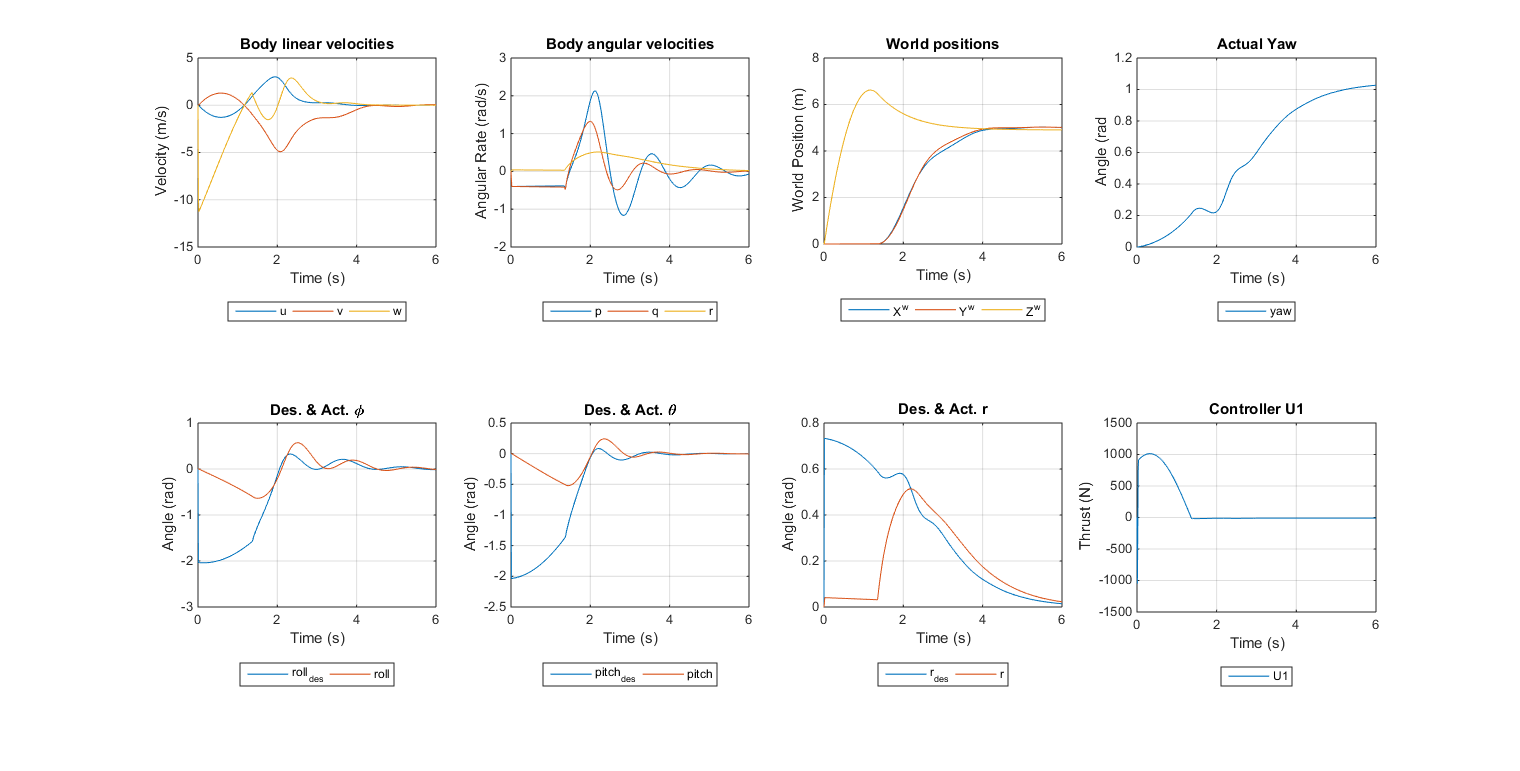 Body linear velocities
Velocity (m/s)
5
0
-5
-10
-15
0 2 4 6
Time (s)
u v w
Body angular velocities
Angular Rate (rad/s)
3
2
1
0
-1
-2
0 2 4 6
Time (s)
p q r
World positions
World Position (m)
8
6
4
2
0
0 2 4 6
Time (s)
X^w Y^w Z^w
Actual Yaw
Angle (rad
1.2
1
0.8
0.6
0.4
0.2
0
0 2 4 6
Time (s)
yaw
Des. & Act. ϕ
Angle (rad)
1
0
-1
-2
-3
0 2 4 6
Time (s)
roll_des roll
Des. & Act. θ
Angle (rad)
0.5
0
-0.5
-1
-1.5
-2
-2.5
0 2 4 6
Time (s)
pitch_des pitch
Des. & Act. r
Angle (rad)
0.8
0.6
0.4
0.2
0
0 2 4 6
Time (s)
r_des r
Controller U1
Thrust (N)
1500
1000
500
0
-500
-1000
-1500
0 2 4 6
Time (s)
U1